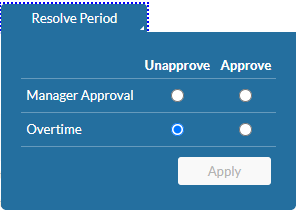 Resolve Period
Unapprove Approve
Manager Approval
Overtime
Apply